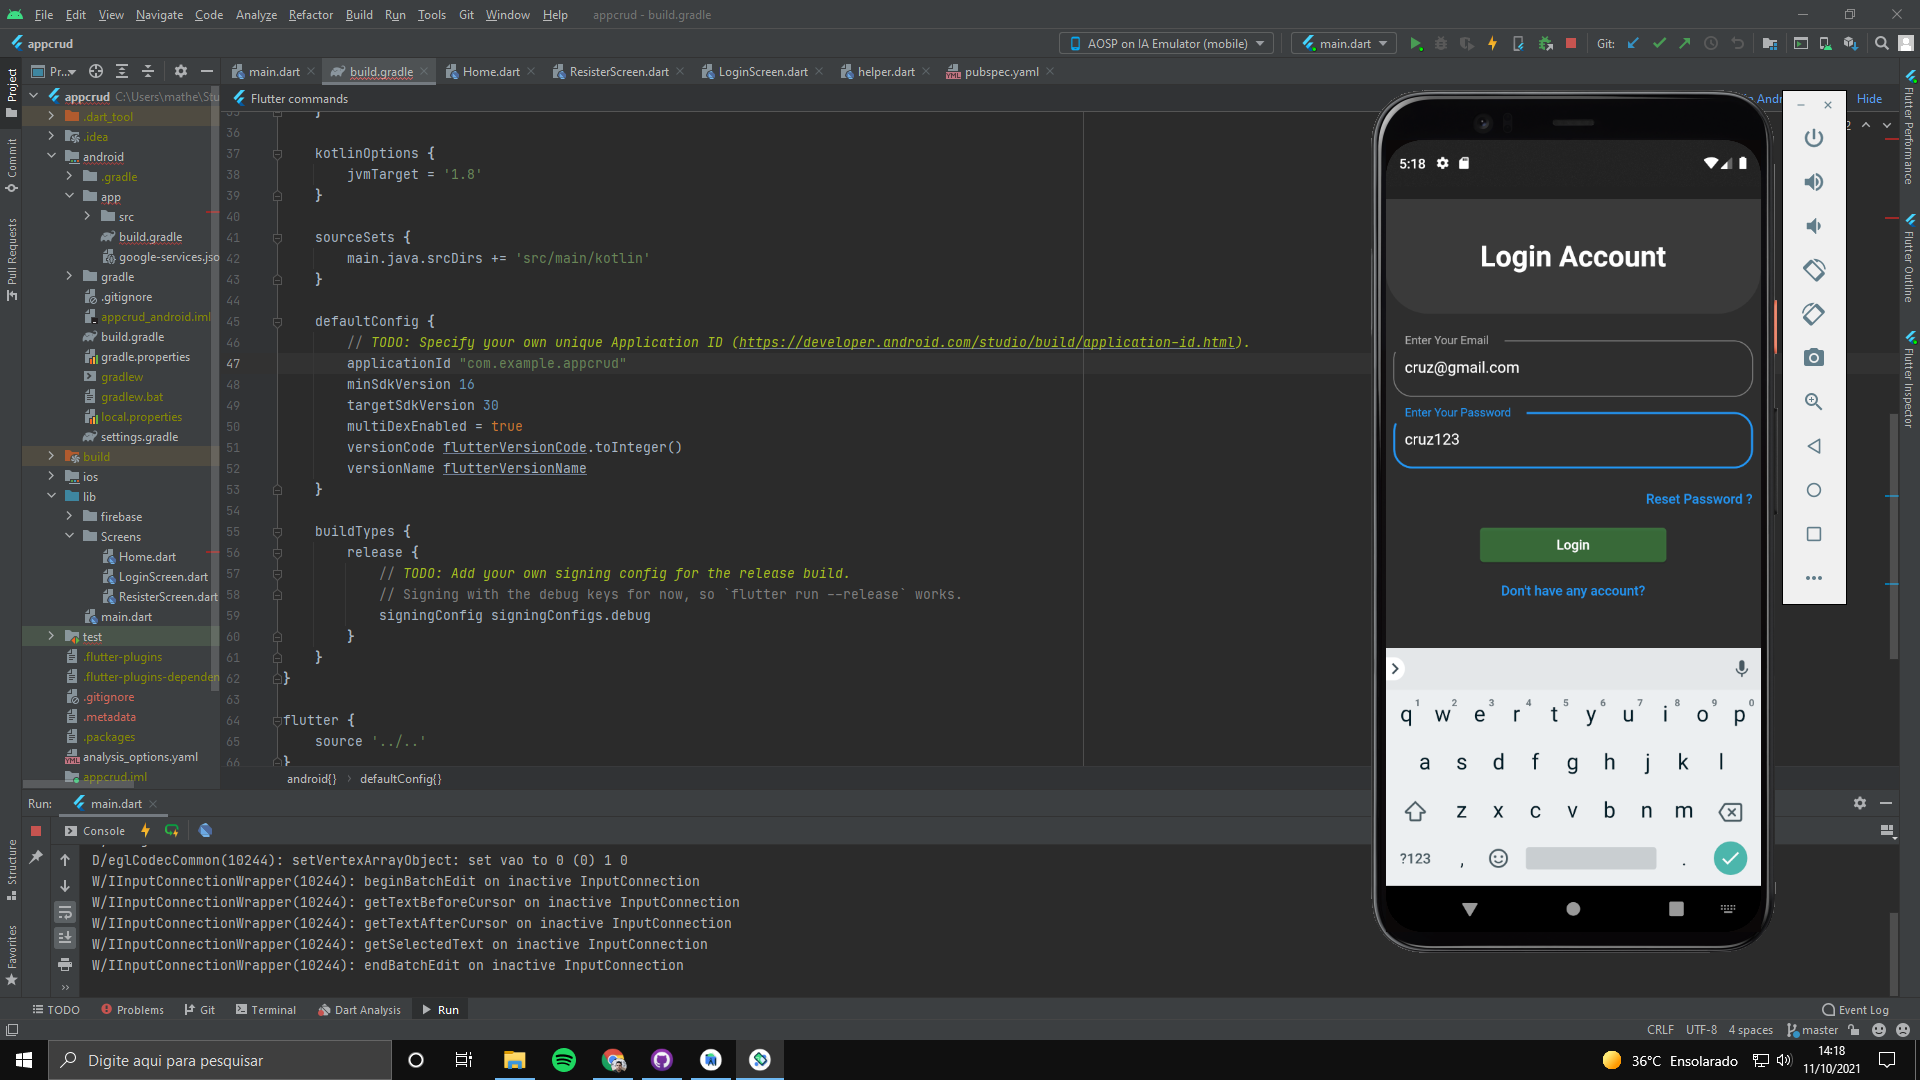 File Edit View Navigate Code Analyze Refactor Build Run Tools Git Window Help appcrud - build.gradle
appcrud
AOSP on IA Emulator (mobile)
main.dart
Git:
Project
Pr...
main.dart
build.gradle
Home.dart
ResisterScreen.dart
LoginScreen.dart
helper.dart
pubspec.yaml
Flutter commands
Hide
appcrud C:\Users\mathe\Stu
.dart_tool
.idea
android
.gradle
app
src
build.gradle
google-services.jso
gradle
.gitignore
appcrud_android.iml
build.gradle
gradle.properties
gradlew
gradlew.bat
local.properties
settings.gradle
build
ios
lib
firebase
Screens
Home.dart
LoginScreen.dart
ResisterScreen.dart
main.dart
test
.flutter-plugins
.flutter-plugins-depender
.gitignore
.metadata
.packages
analysis_options.yaml
appcrud.iml
Commit
Pull Requests
Structure
Favorites
36
37 kotlinOptions {
38 jvmTarget = '1.8'
39 }
40
41 sourceSets {
42 main.java.srcDirs += 'src/main/kotlin'
43 }
44
45 defaultConfig {
46 // TODO: Specify your own unique Application ID (https://developer.android.com/studio/build/application-id.html).
47 applicationId "com.example.appcrud"
48 minSdkVersion 16
49 targetSdkVersion 30
50 multiDexEnabled = true
51 versionCode flutterVersionCode.toInteger()
52 versionName flutterVersionName
53 }
54
55 buildTypes {
56 release {
57 // TODO: Add your own signing config for the release build.
58 // Signing with the debug keys for now, so `flutter run --release` works.
59 signingConfig signingConfigs.debug
60 }
61 }
62 }
63
64 flutter {
65 source '../..'
66 }
android{} defaultConfig{}
5:18
Login Account
Enter Your Email
cruz@gmail.com
Enter Your Password
cruz123
Reset Password ?
Login
Don't have any account?
q 1 w 2 e 3 r 4 t 5 y 6 u 7 i 8 o 9 p 0
a s d f g h j k l
z x c v b n m
?123 , .
Flutter Performance
Flutter Outline
Flutter Inspector
Run: main.dart
Console
D/eglCodecCommon(10244): setVertexArrayObject: set vao to 0 (0) 1 0
W/IInputConnectionWrapper(10244): beginBatchEdit on inactive InputConnection
W/IInputConnectionWrapper(10244): getTextBeforeCursor on inactive InputConnection
W/IInputConnectionWrapper(10244): getTextAfterCursor on inactive InputConnection
W/IInputConnectionWrapper(10244): getSelectedText on inactive InputConnection
W/IInputConnectionWrapper(10244): endBatchEdit on inactive InputConnection
TODO Problems Git Terminal Dart Analysis Run Event Log
CRLF UTF-8 4 spaces master
Digite aqui para pesquisar
36°C Ensolarado
14:18
11/10/2021